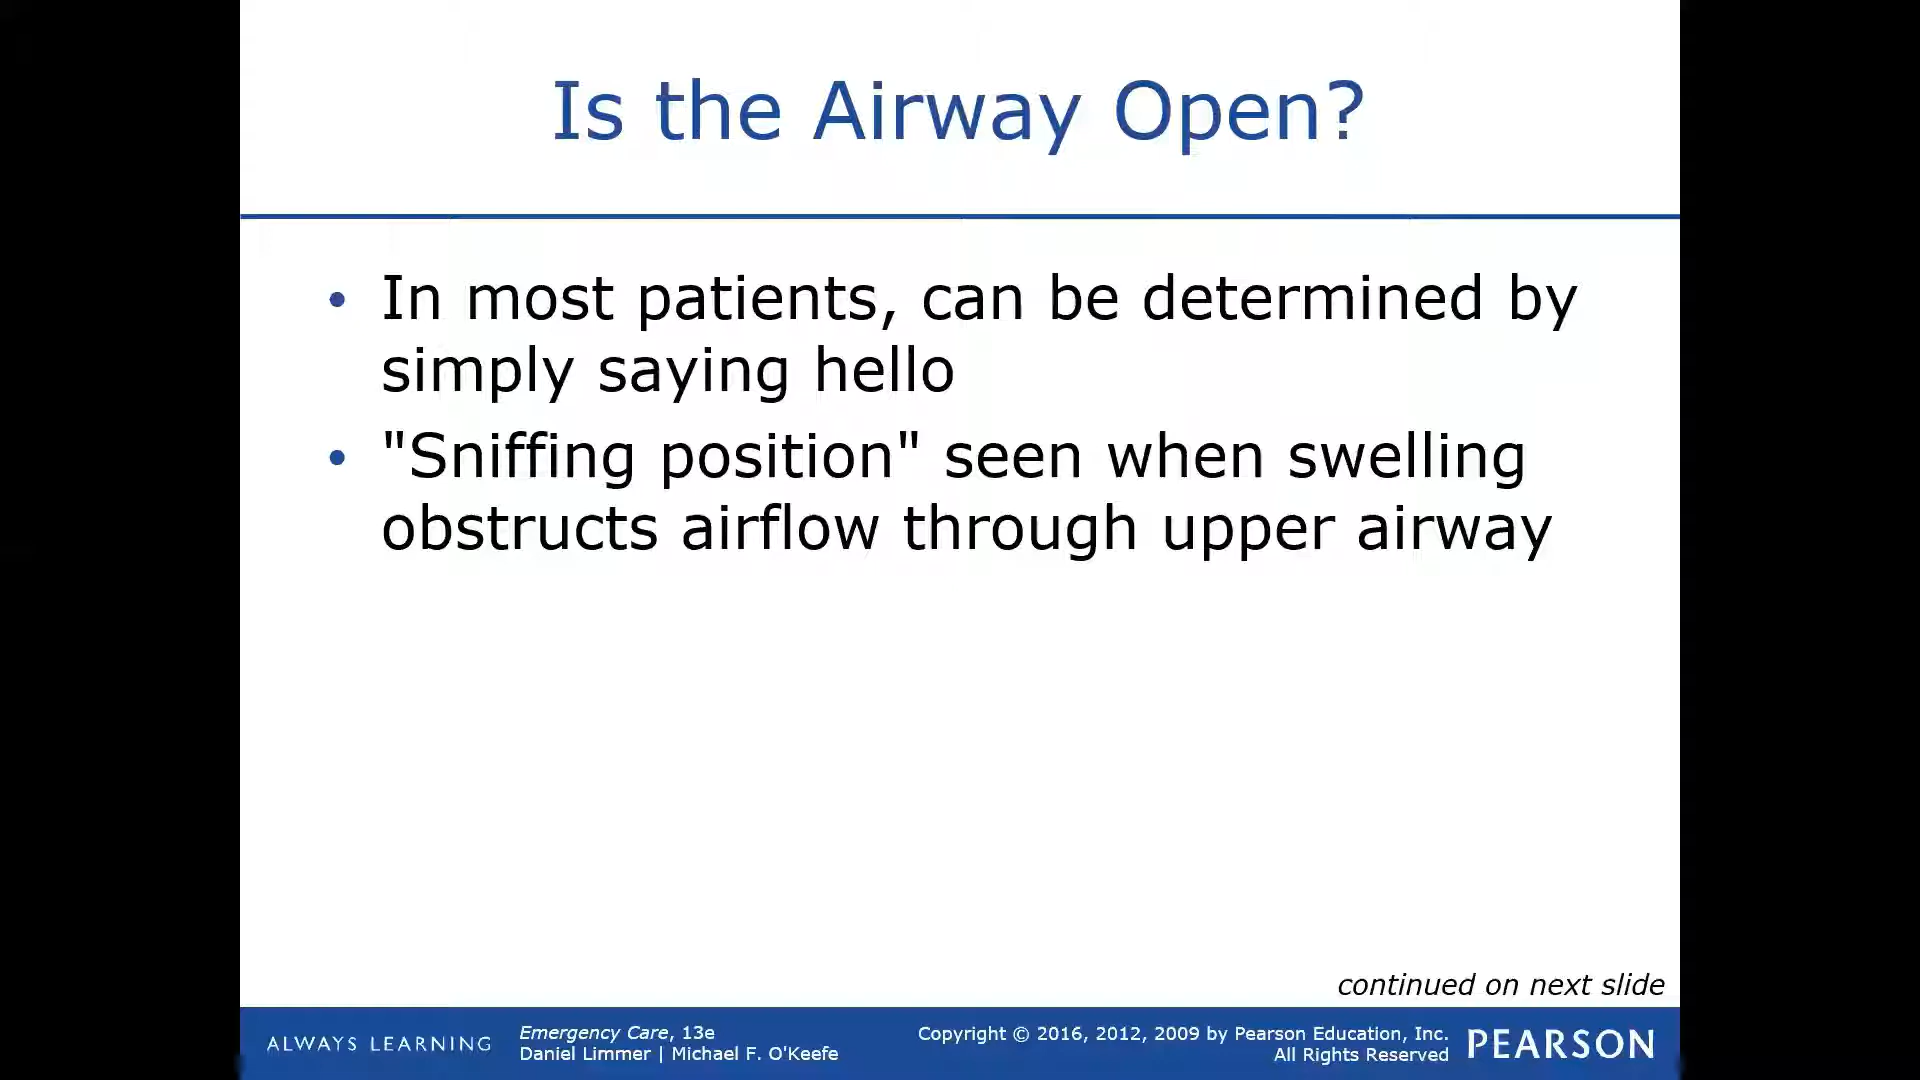 Is the Airway Open?
• In most patients, can be determined by
simply saying hello
• "Sniffing position" seen when swelling
obstructs airflow through upper airway
continued on next slide
ALWAYS LEARNING
Emergency Care, 13e
Daniel Limmer | Michael F. O'Keefe
Copyright © 2016, 2012, 2009 by Pearson Education, Inc.
All Rights Reserved
PEARSON